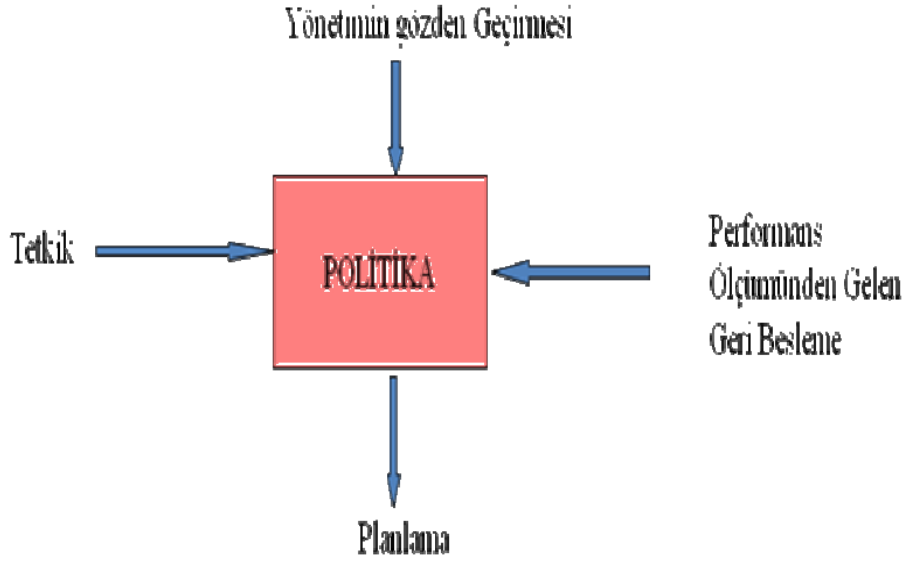 Yönetimin gözden Geçirmesi
Tetkik
POLİTİKA
Performans
Ölçümünden Gelen
Geri Besleme
Planlama